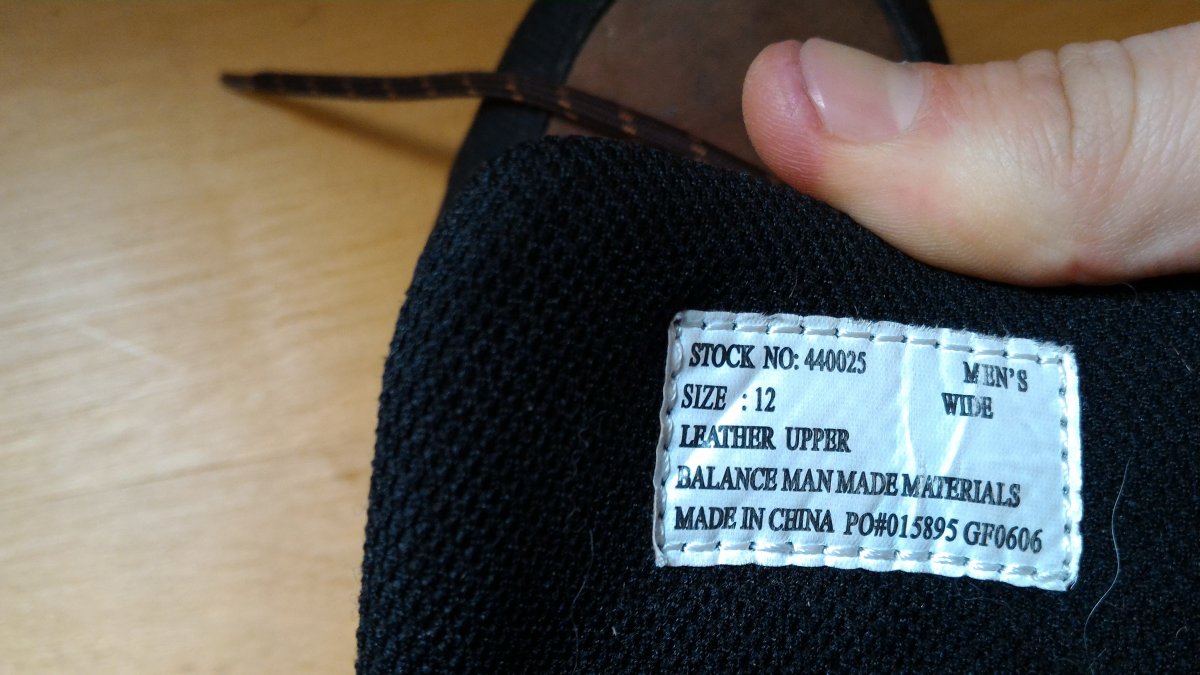 STOCK NO: 440025 MEN'S
SIZE : 12 WIDE
LEATHER UPPER
BALANCE MAN MADE MATERIALS
MADE IN CHINA PO#015895 GF0606